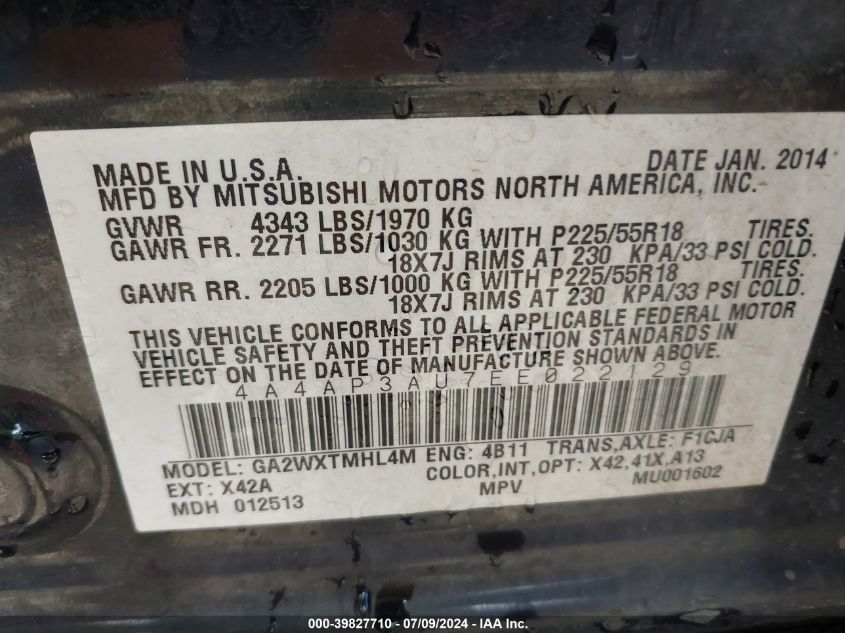 MADE IN U.S.A. DATE JAN. 2014
MFD BY MITSUBISHI MOTORS NORTH AMERICA, INC.
GVWR 4343 LBS/1970 KG
GAWR FR. 2271 LBS/1030 KG WITH P225/55R18 TIRES.
18X7J RIMS AT 230 KPA/33 PSI COLD.
GAWR RR. 2205 LBS/1000 KG WITH P225/55R18 TIRES.
18X7J RIMS AT 230 KPA/33 PSI COLD.
THIS VEHICLE CONFORMS TO ALL APPLICABLE FEDERAL MOTOR
VEHICLE SAFETY AND THEFT PREVENTION STANDARDS IN
EFFECT ON THE DATE OF MANUFACTURE SHOWN ABOVE.
4A4AP3AU7EE022129
MODEL: GA2WXTMHL4M ENG: 4B11 TRANS,AXLE: F1CJA
EXT: X42A COLOR,INT,OPT: X42,41X,A13
MDH 012513 MPV MU001602
000-39827710 - 07/09/2024 - IAAI.com